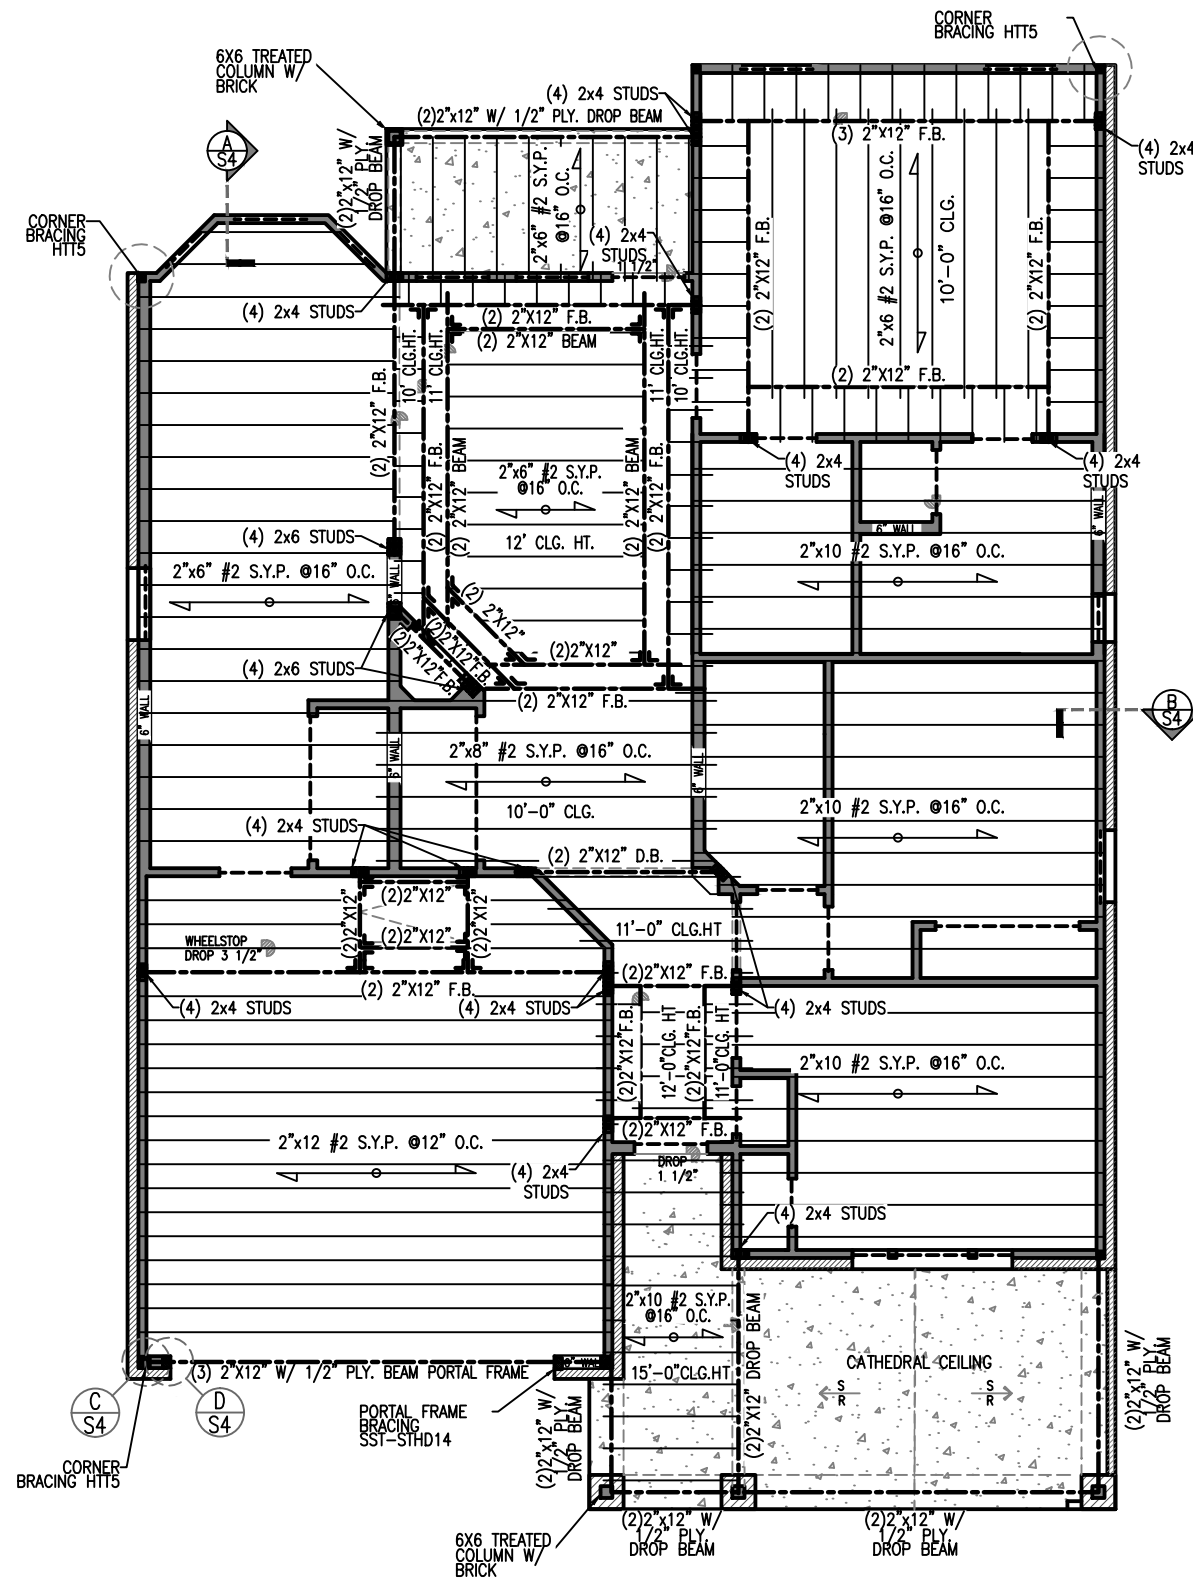 CORNER
BRACING HTT5
6X6 TREATED
COLUMN W/
BRICK
(4) 2x4 STUDS
(2)2"x12" W/ 1/2" PLY. DROP BEAM
(2)2"x12" W/
1/2" PLY.
DROP BEAM
A
S4
(3) 2"X12" F.B.
(4) 2x4
STUDS
2"x6" #2 S.Y.P.
@16" O.C.
(4) 2x4
STUDS
1 1/2"
2"x6 #2 S.Y.P. @16" O.C.
10'-0" CLG.
(2) 2"X12" F.B.
(2) 2"X12" F.B.
(2) 2"X12" F.B.
CORNER
BRACING
HTT5
(4) 2x4 STUDS
(2) 2"X12" F.B.
(2) 2"X12" BEAM
10' CLG.HT.
11' CLG.HT.
11' CLG.HT.
10' CLG.HT.
(2) 2"X12" F.B.
(2) 2"X12" F.B.
(2) 2"X12" BEAM
(2) 2"X12" BEAM
(2) 2"X12" F.B.
2"x6" #2 S.Y.P.
@16" O.C.
12' CLG. HT.
(4) 2x4
STUDS
(4) 2x4
STUDS
6" WALL
6" WALL
(4) 2x6 STUDS
2"x6" #2 S.Y.P. @16" O.C.
6" WALL
2"x10 #2 S.Y.P. @16" O.C.
(2) 2"X12"
(2)2"X12"F.B.
(2)2"X12"F.B.
(2)2"X12"
(4) 2x6 STUDS
(2) 2"X12" F.B.
6" WALL
B
S4
2"x8" #2 S.Y.P. @16" O.C.
6" WALL
6" WALL
10'-0" CLG.
2"x10 #2 S.Y.P. @16" O.C.
(4) 2x4 STUDS
(2) 2"X12" D.B.
(2)2"X12"
(2)2"X12"
(2)2"X12"
(2)2"X12"
11'-0" CLG.HT
WHEELSTOP
DROP 3 1/2"
(2)2"X12" F.B.
(2) 2"X12" F.B.
(4) 2x4 STUDS
(4) 2x4 STUDS
(4) 2x4 STUDS
(2)2"X12"F.B.
12'-0"CLG. HT
(2)2"X12"F.B.
11'-0"CLG. HT
2"x10 #2 S.Y.P. @16" O.C.
(2)2"X12" F.B.
2"x12 #2 S.Y.P. @12" O.C.
DROP
1 1/2"
(4) 2x4
STUDS
(4) 2x4 STUDS
2"x10 #2 S.Y.P.
@16" O.C.
15'-0"CLG.HT
(2)2"X12" DROP BEAM
CATHEDRAL CEILING
S
R
S
R
(2)2"x12" W/
1/2" PLY.
DROP BEAM
(3) 2"X12" W/ 1/2" PLY. BEAM PORTAL FRAME
C
S4
D
S4
PORTAL FRAME
BRACING
SST-STHD14
(2)2"x12" W/
1/2" PLY.
DROP BEAM
CORNER
BRACING HTT5
6X6 TREATED
COLUMN W/
BRICK
(2)2"x12" W/
1/2" PLY.
DROP BEAM
(2)2"x12" W/
1/2" PLY.
DROP BEAM